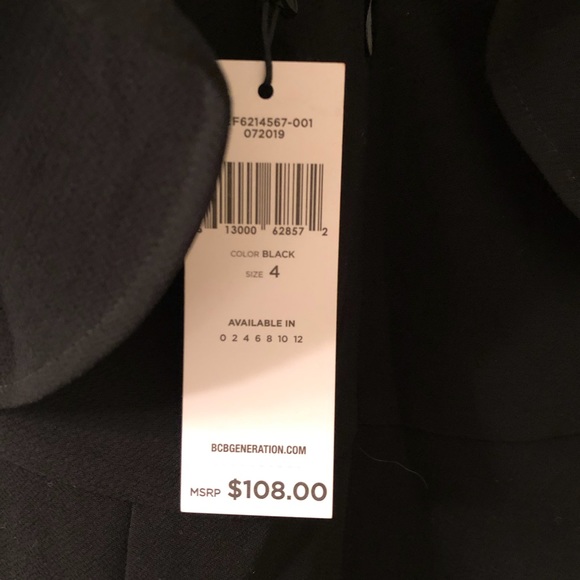 F6214567-001
072019
13000 62857 2
COLOR BLACK
SIZE 4
AVAILABLE IN
0 2 4 6 8 10 12
BCBGENERATION.COM
MSRP $108.00